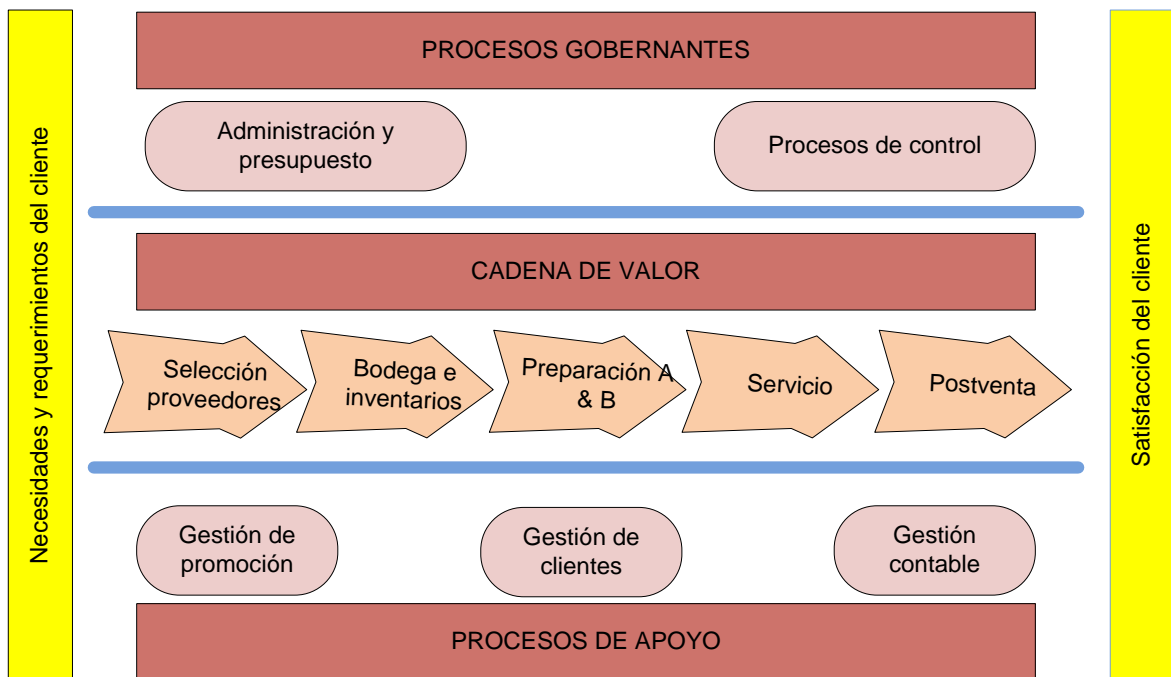 Necesidades y requerimientos del cliente
PROCESOS GOBERNANTES
Administración y
presupuesto
Procesos de control
CADENA DE VALOR
Selección
proveedores
Bodega e
inventarios
Preparación A
& B
Servicio
Postventa
Gestión de
promoción
Gestión de
clientes
Gestión
contable
PROCESOS DE APOYO
Satisfacción del cliente